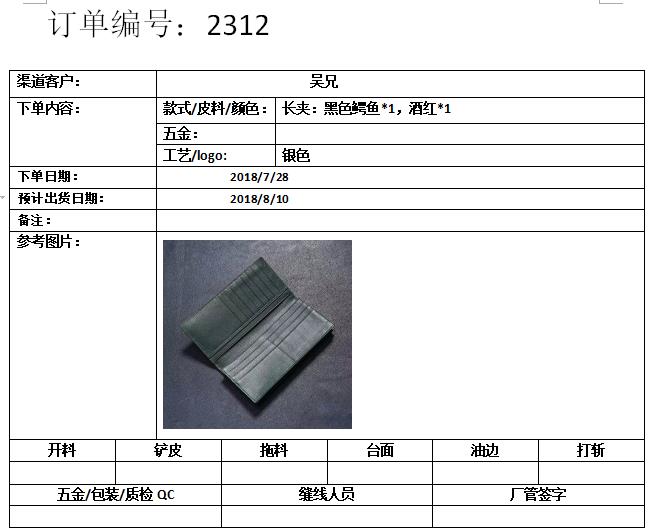 订单编号：2312
渠道客户： 吴兄
下单内容： 款式/皮料/颜色： 长夹：黑色鳄鱼*1，酒红*1
五金：
工艺/logo: 银色
下单日期： 2018/7/28
预计出货日期： 2018/8/10
备注：
参考图片：
开料 铲皮 拖料 台面 油边 打斩
五金/包装/质检 QC 缝线人员 厂管签字